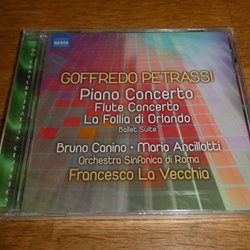 NAXOS
GOFFREDO PETRASSI
Piano Concerto
Flute Concerto
La Follia di Orlando
Ballet Suite
Bruno Canino • Mario Ancillotti
Orchestra Sinfonica di Roma
Francesco La Vecchia